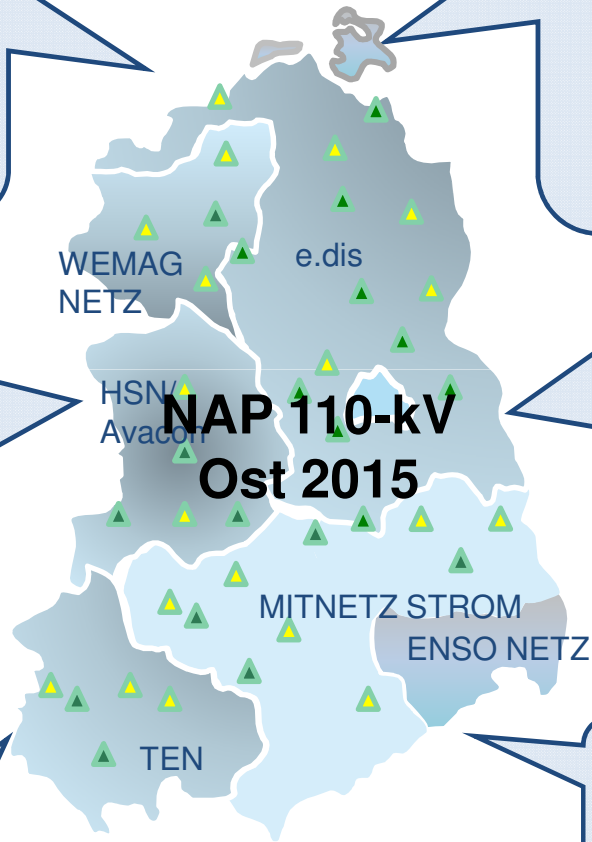 e.dis
WEMAG
NETZ
HSN/
Avacon
NAP 110-kV
Ost 2015
MITNETZ STROM
ENSO NETZ
TEN